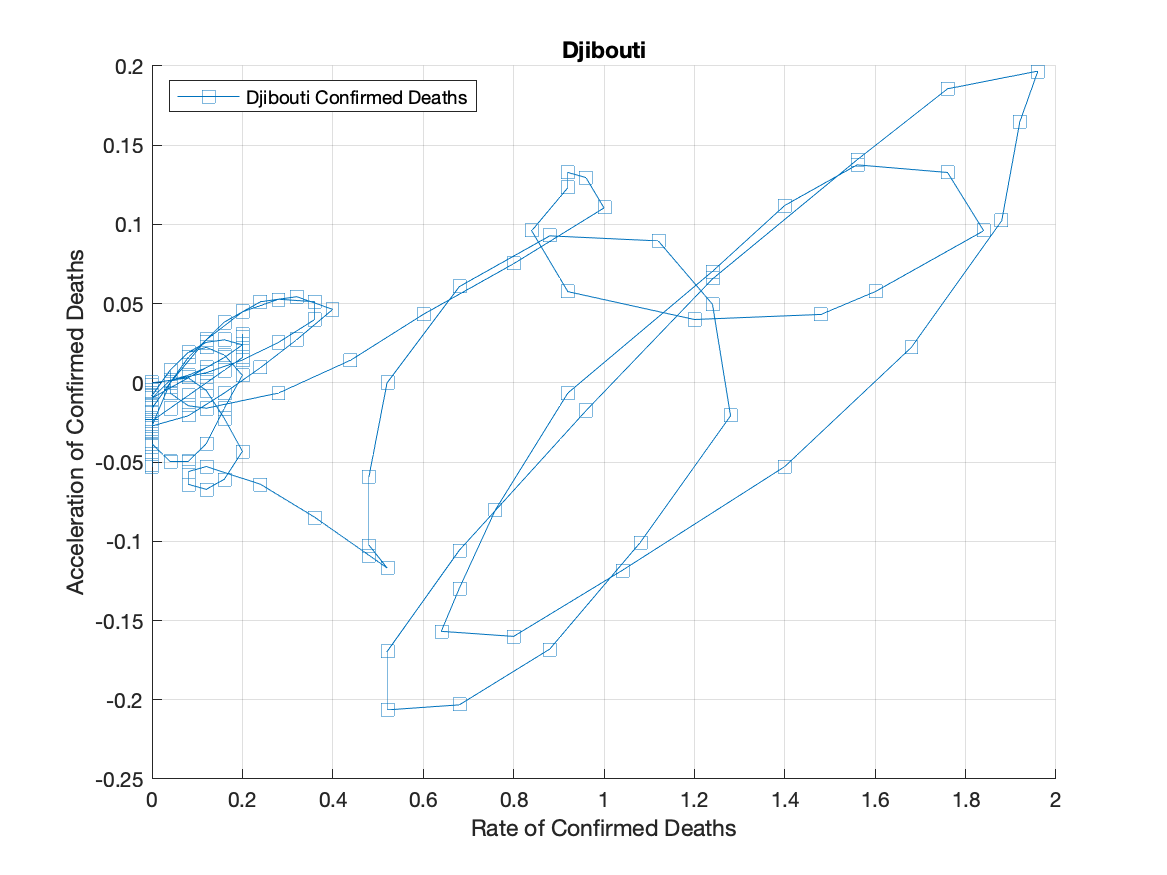 Djibouti
Djibouti Confirmed Deaths
0.2
0.15
0.1
0.05
0
-0.05
-0.1
-0.15
-0.2
-0.25
Acceleration of Confirmed Deaths
0 0.2 0.4 0.6 0.8 1 1.2 1.4 1.6 1.8 2
Rate of Confirmed Deaths